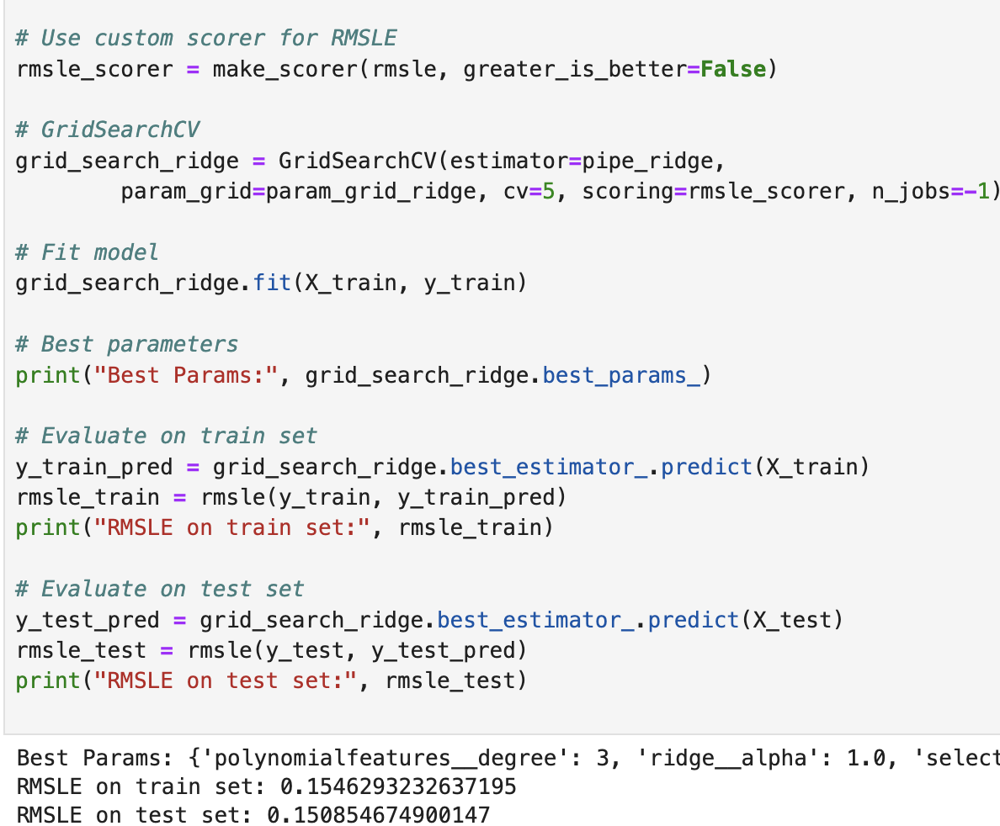 # Use custom scorer for RMSLE
rmsle_scorer = make_scorer(rmsle, greater_is_better=False)
# GridSearchCV
grid_search_ridge = GridSearchCV(estimator=pipe_ridge,
        param_grid=param_grid_ridge, cv=5, scoring=rmsle_scorer, n_jobs=-1)
# Fit model
grid_search_ridge.fit(X_train, y_train)
# Best parameters
print("Best Params:", grid_search_ridge.best_params_)
# Evaluate on train set
y_train_pred = grid_search_ridge.best_estimator_.predict(X_train)
rmsle_train = rmsle(y_train, y_train_pred)
print("RMSLE on train set:", rmsle_train)
# Evaluate on test set
y_test_pred = grid_search_ridge.best_estimator_.predict(X_test)
rmsle_test = rmsle(y_test, y_test_pred)
print("RMSLE on test set:", rmsle_test)
Best Params: {'polynomialfeatures__degree': 3, 'ridge__alpha': 1.0, 'select
RMSLE on train set: 0.1546293232637195
RMSLE on test set: 0.150854674900147